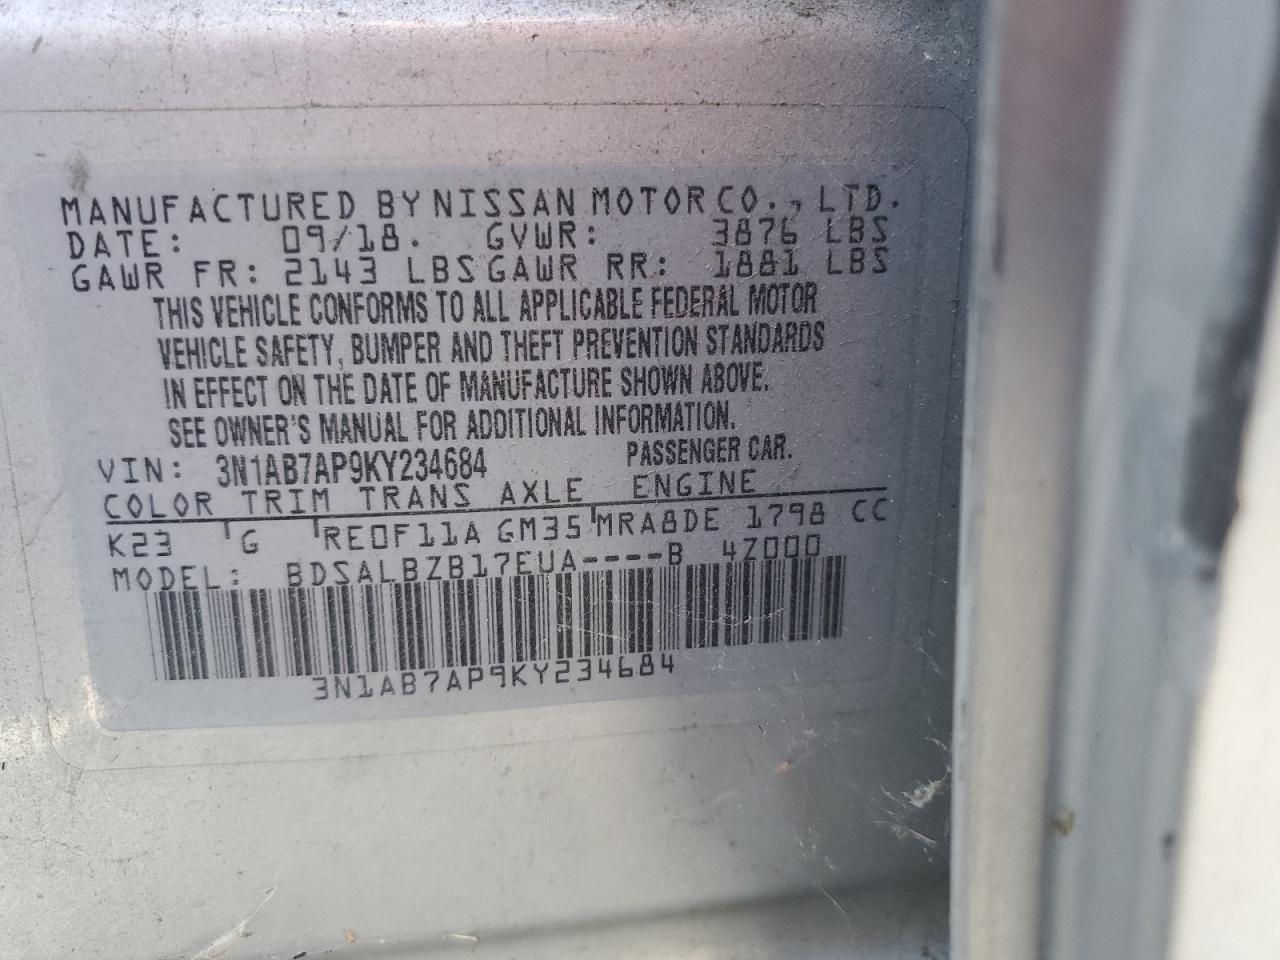 MANUFACTURED BY NISSAN MOTOR CO., LTD.
DATE: 09/18. GVWR: 3876 LBS
GAWR FR: 2143 LBS GAWR RR: 1881 LBS
THIS VEHICLE CONFORMS TO ALL APPLICABLE FEDERAL MOTOR
VEHICLE SAFETY, BUMPER AND THEFT PREVENTION STANDARDS
IN EFFECT ON THE DATE OF MANUFACTURE SHOWN ABOVE.
SEE OWNER'S MANUAL FOR ADDITIONAL INFORMATION.
VIN: 3N1AB7AP9KY234684 PASSENGER CAR.
COLOR TRIM TRANS AXLE ENGINE
K23 G RE0F11A GM35 MRA8DE 1798 CC
MODEL: BDSALBZB17EUA----B 4Z000
3N1AB7AP9KY234684